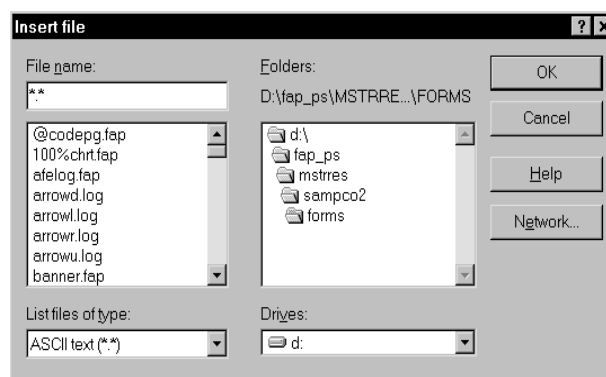 Insert file
File name:
*.*
@codepg.fap
100%chrt.fap
afelog.fap
arrowd.log
arrowl.log
arrowr.log
arrowu.log
banner.fap
List files of type:
ASCII text (*.*)
Folders:
D:\fap_ps\MSTRRE...\FORMS
d:\
fap_ps
mstrres
sampco2
forms
Drives:
d:
OK
Cancel
Help
Network...